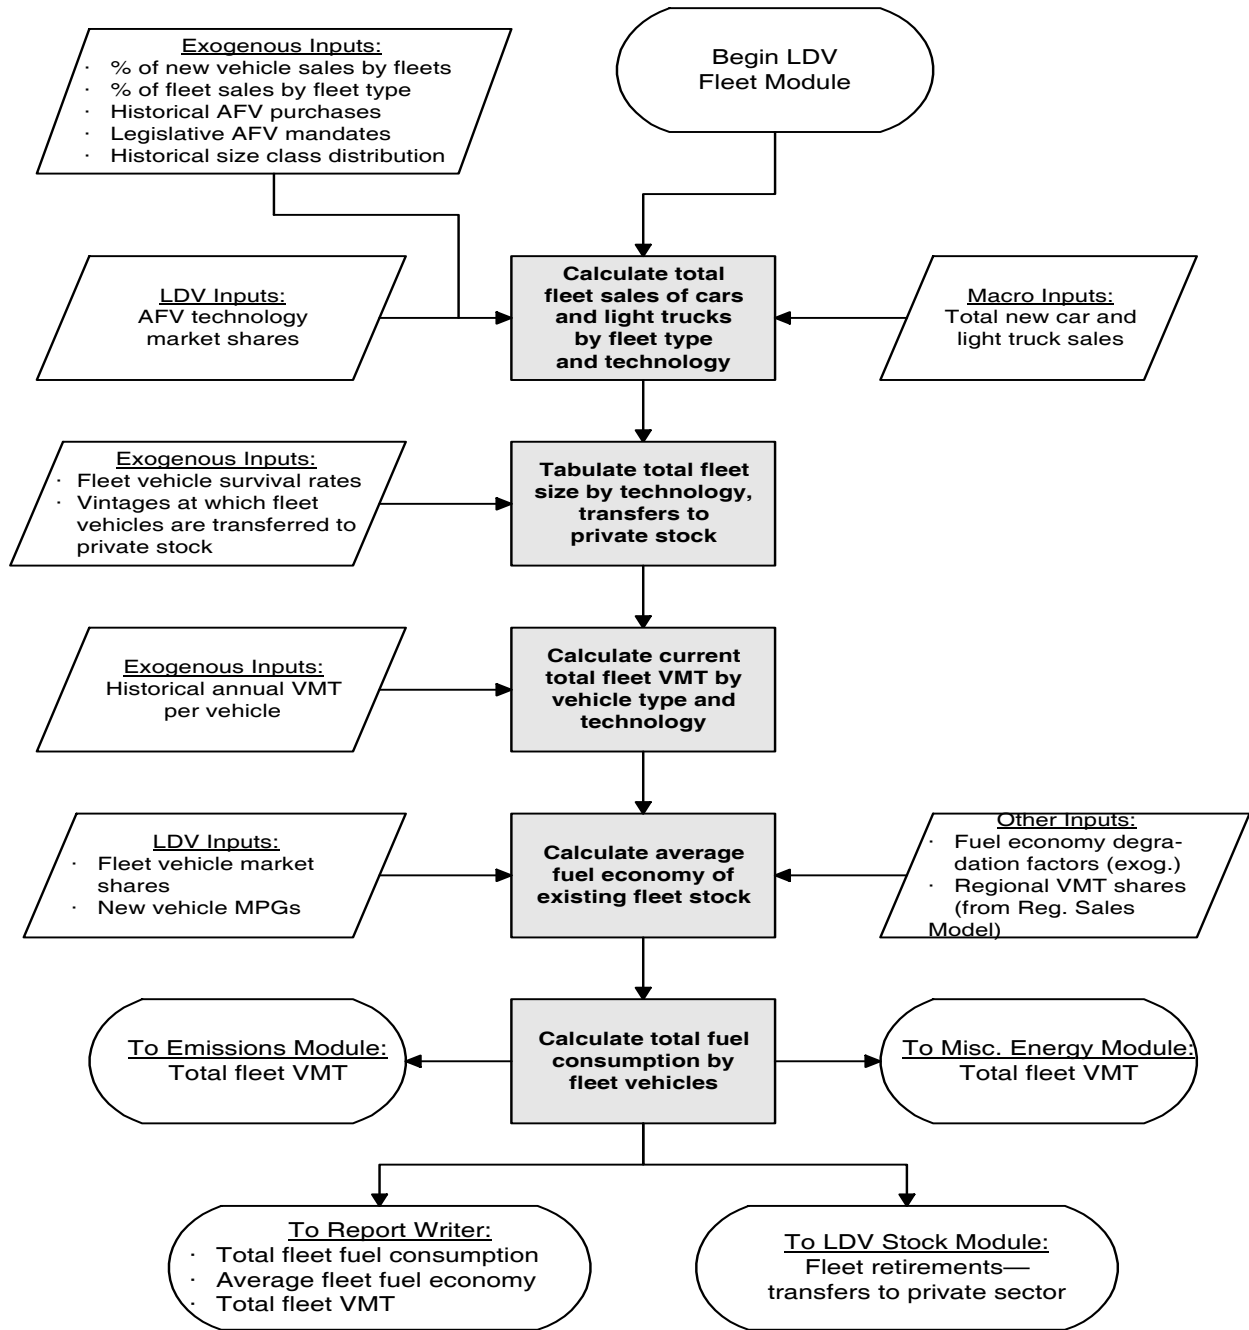 Exogenous Inputs:
· % of new vehicle sales by fleets
· % of fleet sales by fleet type
· Historical AFV purchases
· Legislative AFV mandates
· Historical size class distribution
Begin LDV
Fleet Module
LDV Inputs:
AFV technology
market shares
Calculate total
fleet sales of cars
and light trucks
by fleet type
and technology
Macro Inputs:
Total new car and
light truck sales
Exogenous Inputs:
· Fleet vehicle survival rates
· Vintages at which fleet
vehicles are transferred to
private stock
Tabulate total fleet
size by technology,
transfers to
private stock
Exogenous Inputs:
Historical annual VMT
per vehicle
Calculate current
total fleet VMT by
vehicle type and
technology
LDV Inputs:
· Fleet vehicle market
shares
· New vehicle MPGs
Calculate average
fuel economy of
existing fleet stock
Other Inputs:
· Fuel economy degra-
dation factors (exog.)
· Regional VMT shares
(from Reg. Sales
Model)
To Emissions Module:
Total fleet VMT
Calculate total fuel
consumption by
fleet vehicles
To Misc. Energy Module:
Total fleet VMT
To Report Writer:
· Total fleet fuel consumption
· Average fleet fuel economy
· Total fleet VMT
To LDV Stock Module:
Fleet retirements—
transfers to private sector